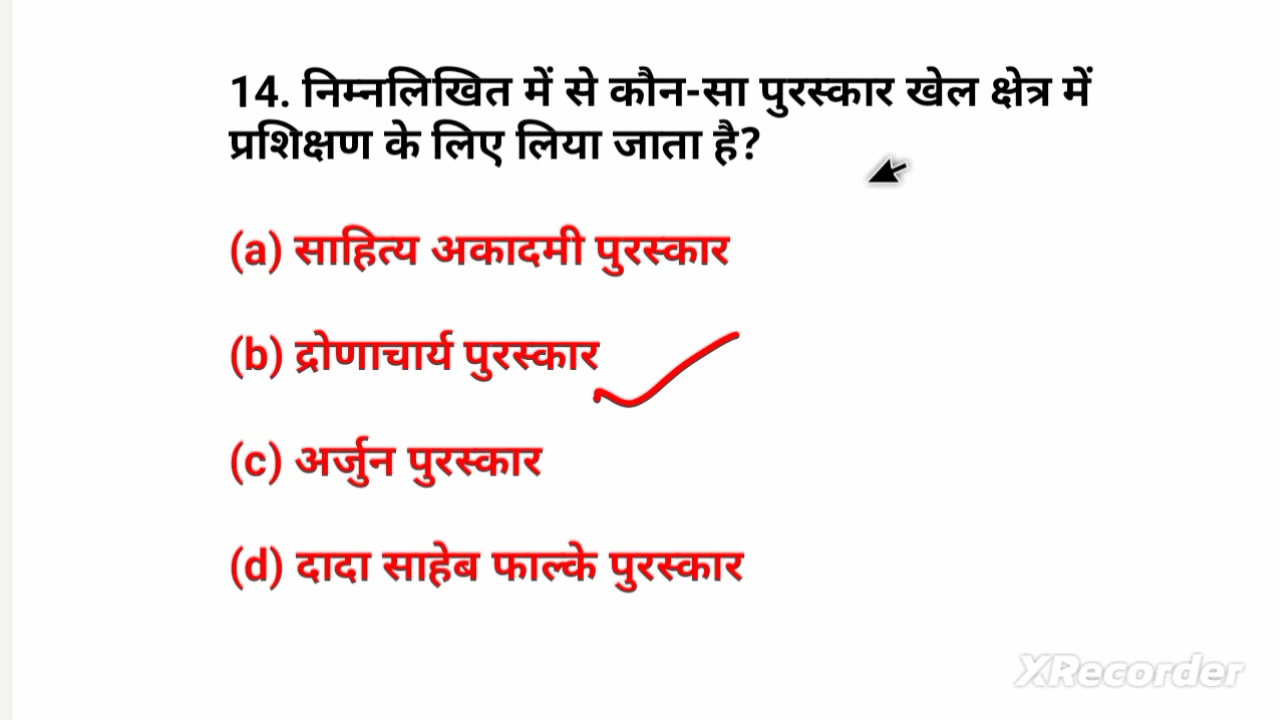 14. निम्नलिखित में से कौन-सा पुरस्कार खेल क्षेत्र में
प्रशिक्षण के लिए लिया जाता है?
(a) साहित्य अकादमी पुरस्कार
(b) द्रोणाचार्य पुरस्कार
(c) अर्जुन पुरस्कार
(d) दादा साहेब फाल्के पुरस्कार
XRecorder